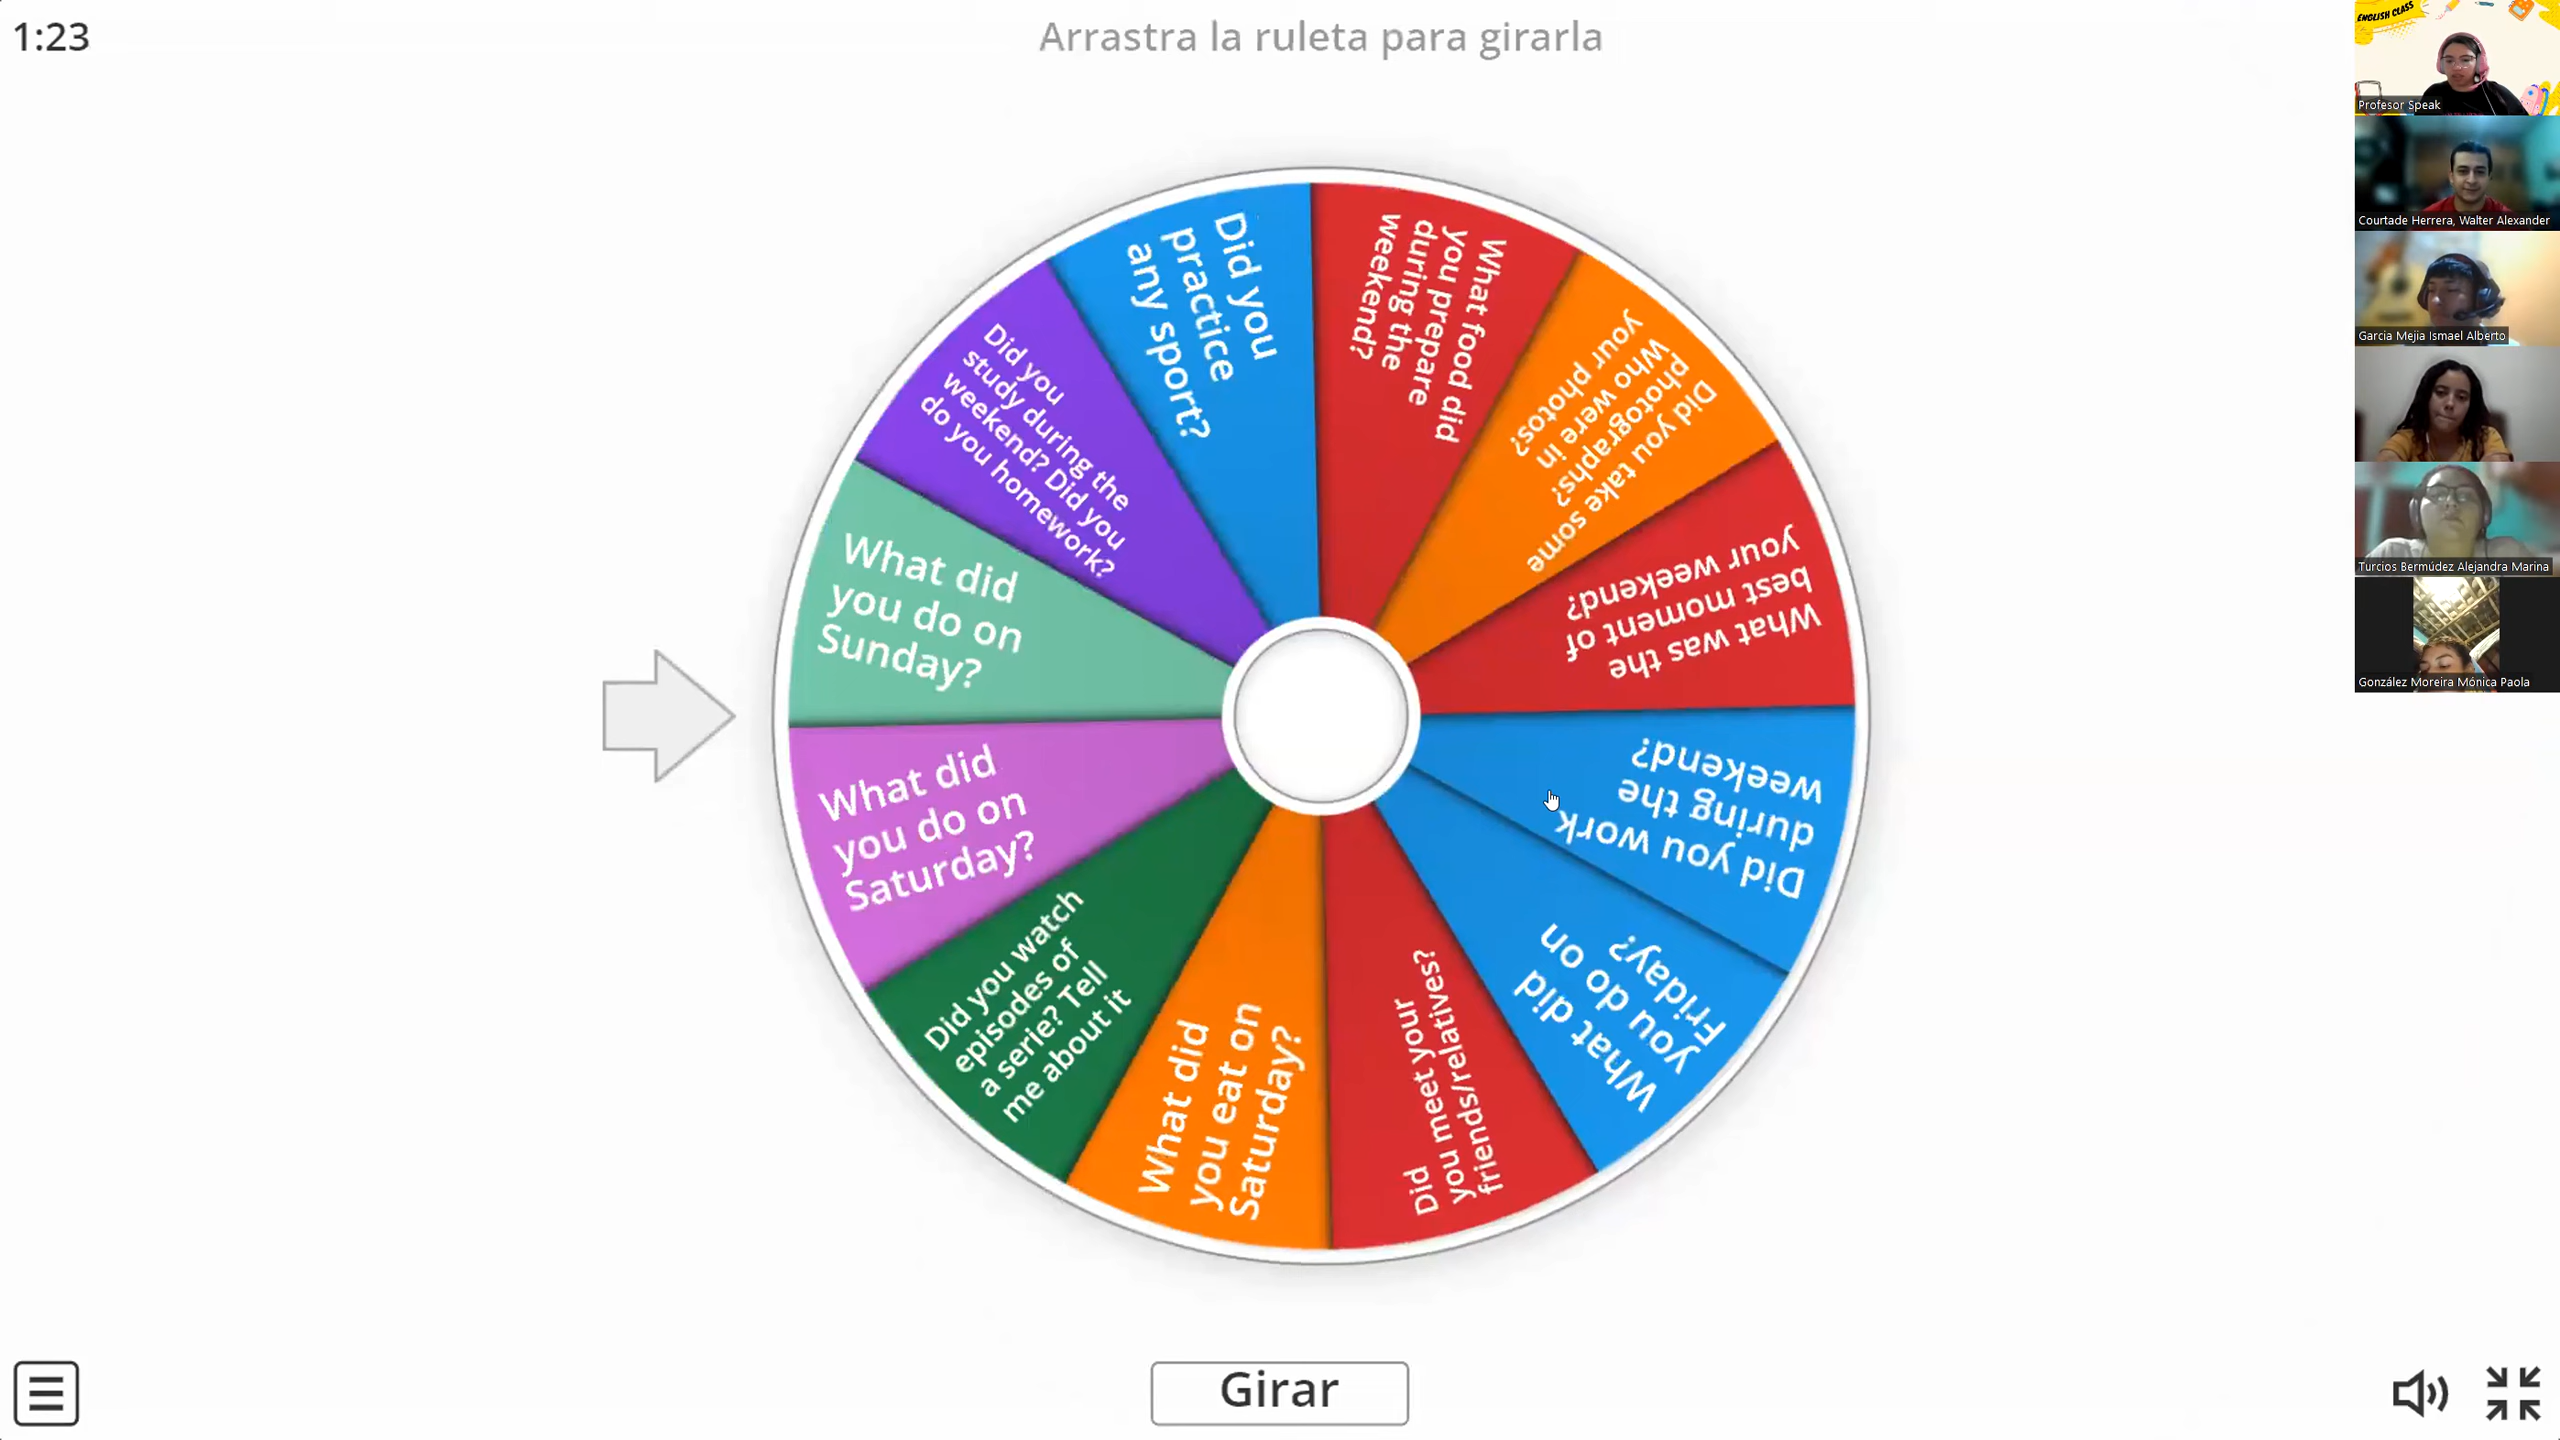 1:23
Arrastra la ruleta para girarla
What food did
you prepare
during the
weekend?
Did you take some
photographs?
Who were in
your photos?
What was the
best moment of
your weekend?
Did you work
during the
weekend?
What did
you do on
Friday?
Did
you meet your
friends/relatives?
What did
you eat on
Saturday?
Did you watch
episodes of
a serie? Tell
me about it
What did
you do on
Saturday?
What did
you do on
Sunday?
Did you
study during the
weekend? Did you
do you homework?
Did you
practice
any sport?
Girar
ENGLISH CLASS
Profesor Speak
Courtade Herrera, Walter Alexander
Garcia Mejia Ismael Alberto
Turcios Bermúdez Alejandra Marina
González Moreira Mónica Paola